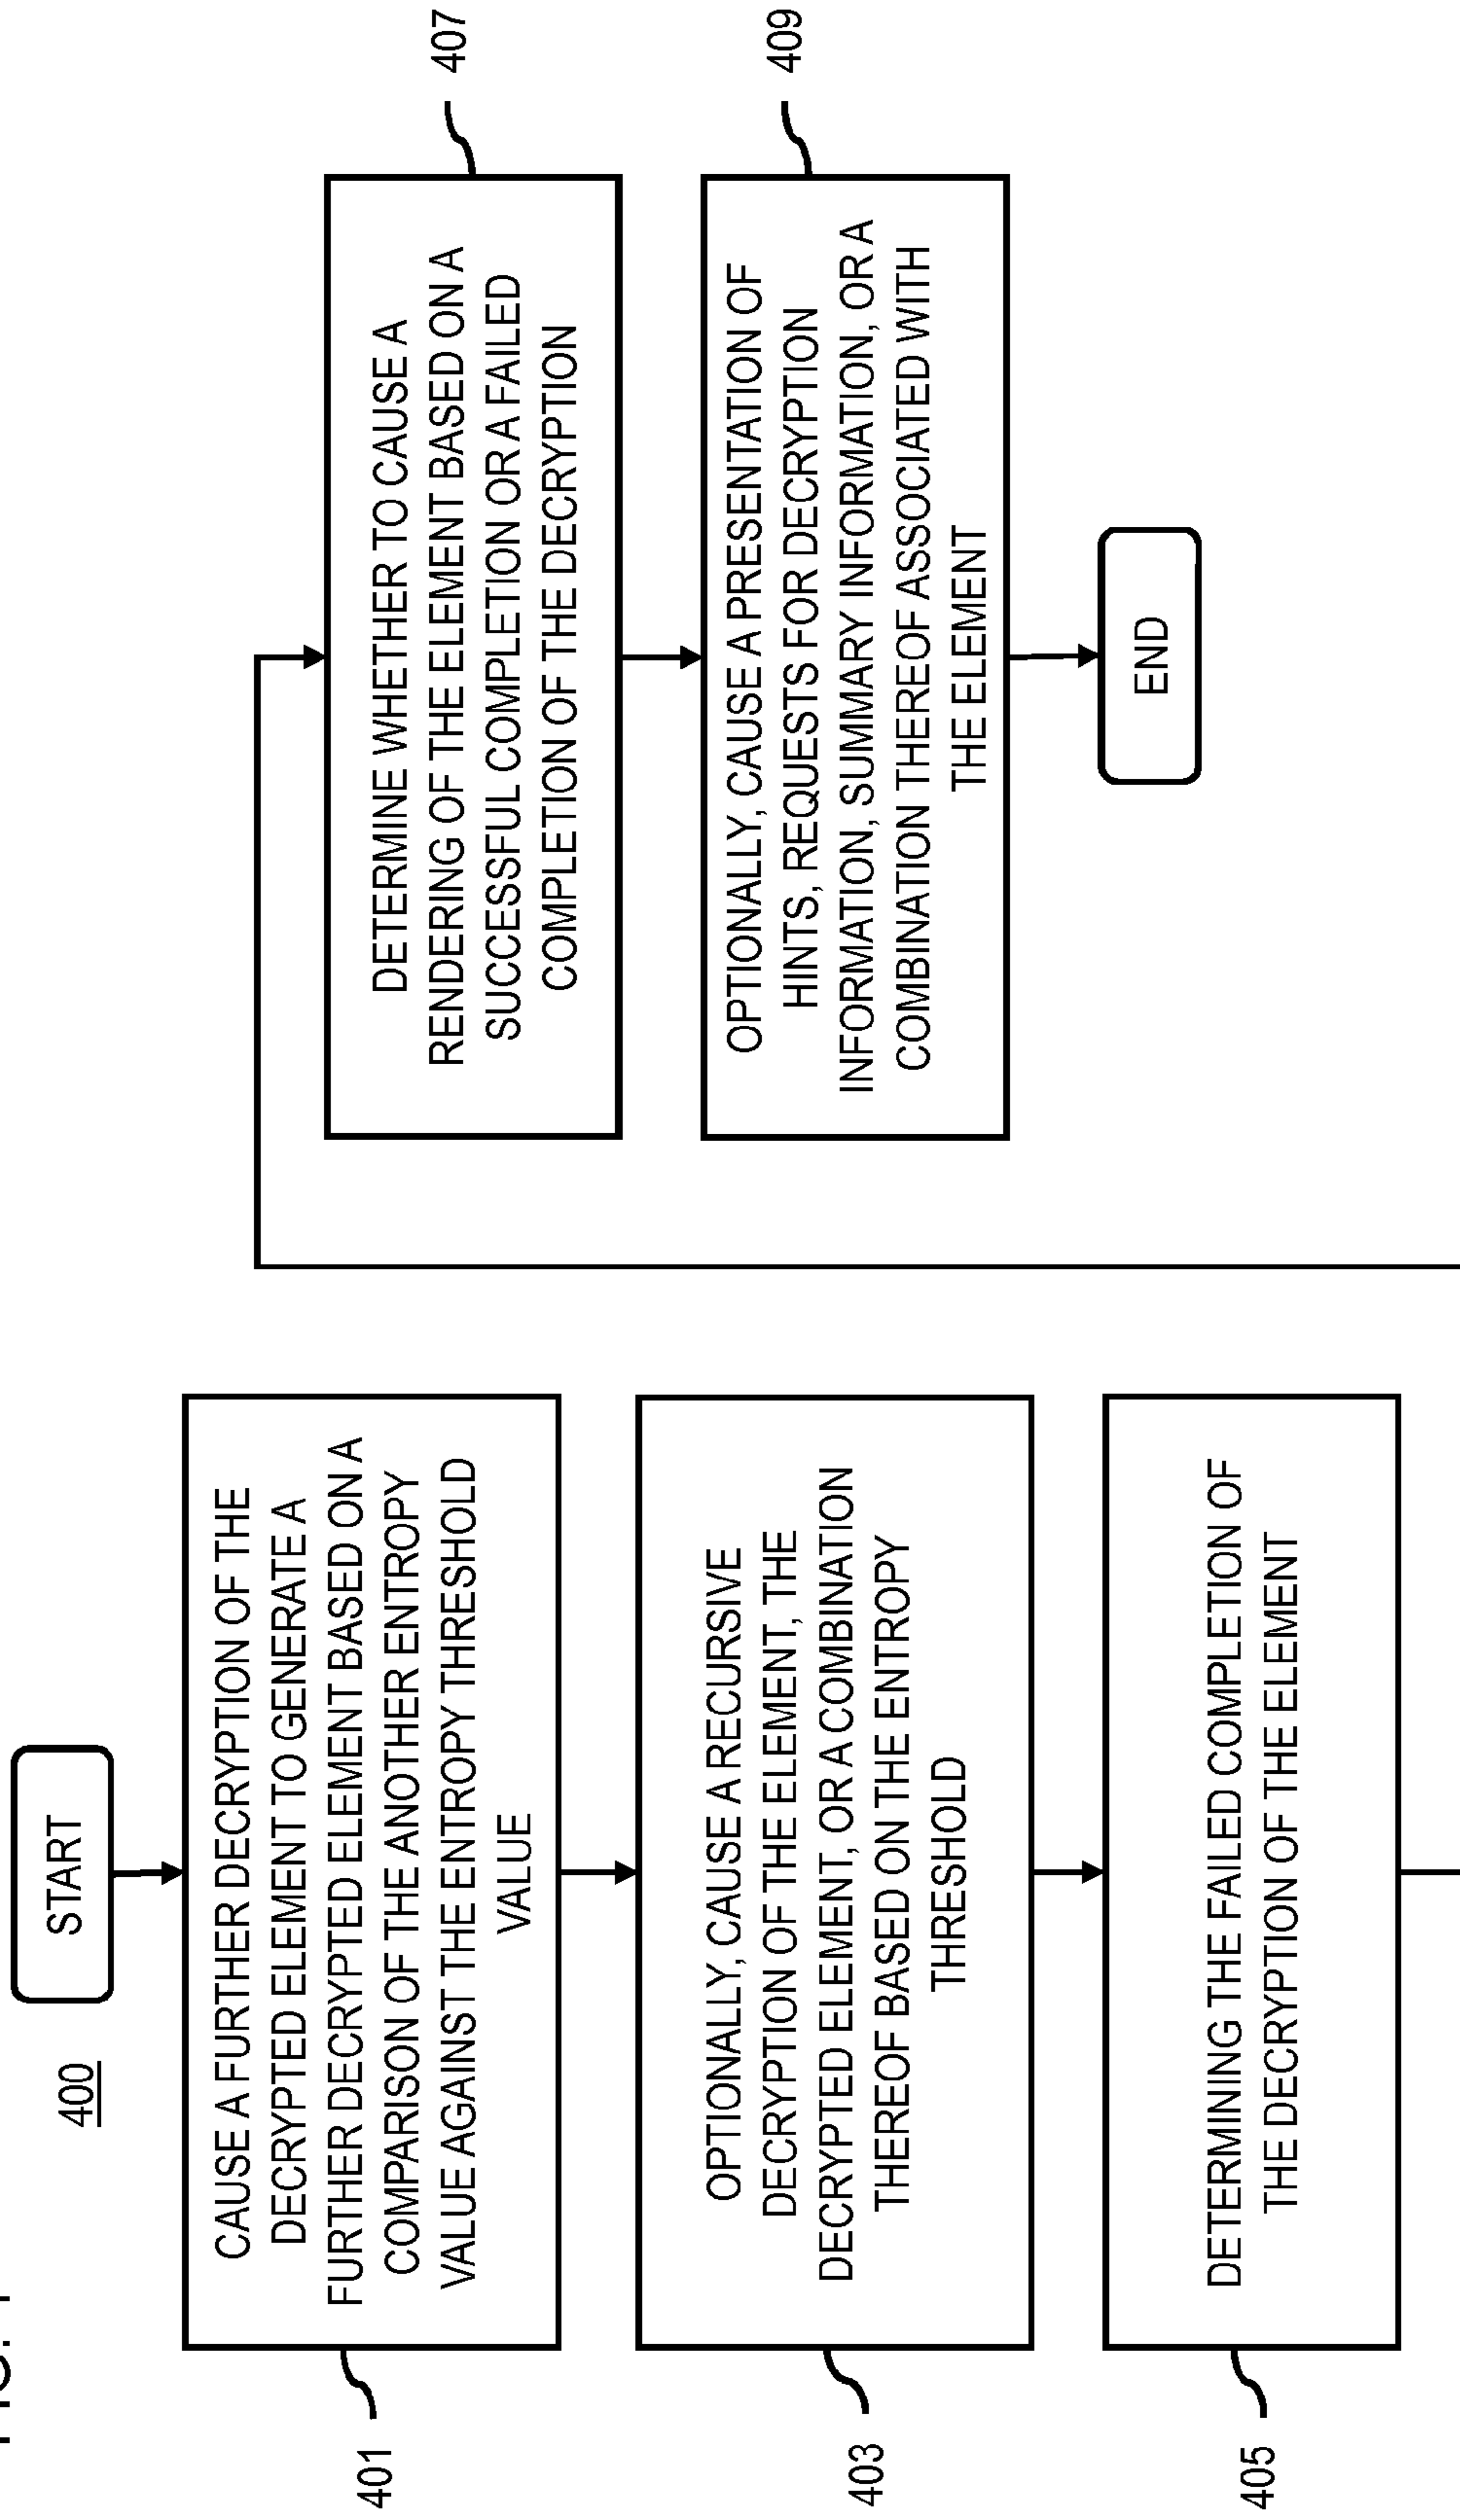 400
START
401
CAUSE A FURTHER DECRYPTION OF THE
DECRYPTED ELEMENT TO GENERATE A
FURTHER DECRYPTED ELEMENT BASED ON A
COMPARISON OF THE ANOTHER ENTROPY
VALUE AGAINST THE ENTROPY THRESHOLD
VALUE
403
OPTIONALLY, CAUSE A RECURSIVE
DECRYPTION OF THE ELEMENT, THE
DECRYPTED ELEMENT, OR A COMBINATION
THEREOF BASED ON THE ENTROPY
THRESHOLD
405
DETERMINING THE FAILED COMPLETION OF
THE DECRYPTION OF THE ELEMENT
407
DETERMINE WHETHER TO CAUSE A
RENDERING OF THE ELEMENT BASED ON A
SUCCESSFUL COMPLETION OR A FAILED
COMPLETION OF THE DECRYPTION
409
OPTIONALLY, CAUSE A PRESENTATION OF
HINTS, REQUESTS FOR DECRYPTION
INFORMATION, SUMMARY INFORMATION, OR A
COMBINATION THEREOF ASSOCIATED WITH
THE ELEMENT
END